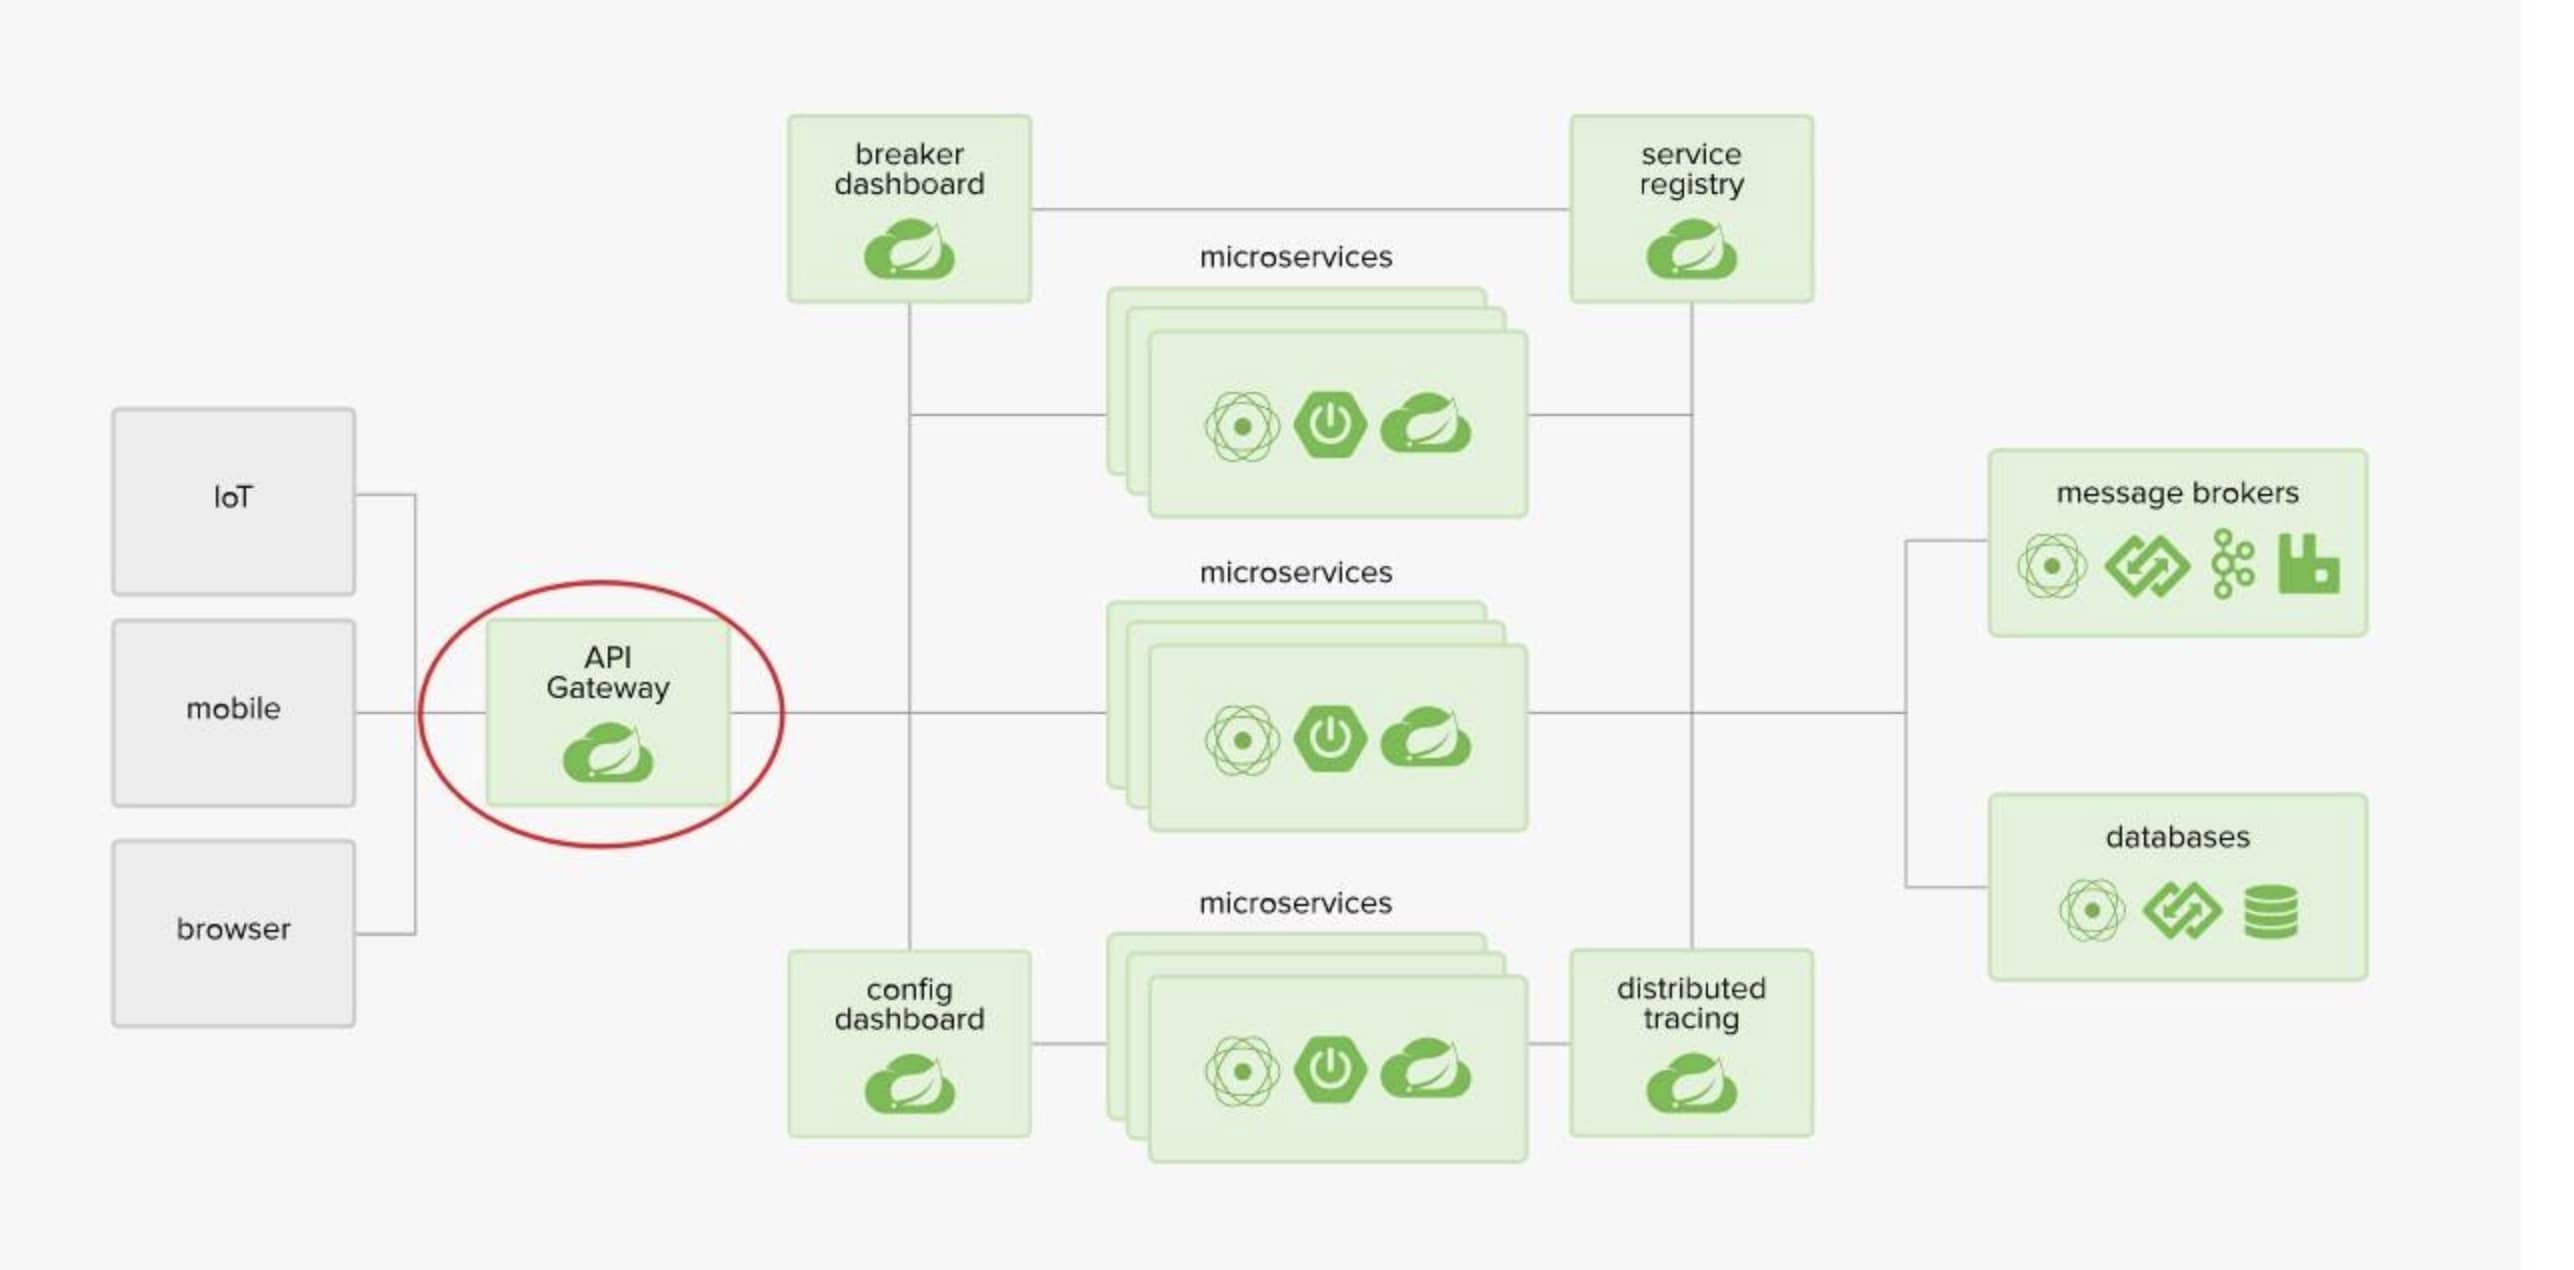 breaker
dashboard
service
registry
microservices
IoT
message brokers
microservices
API
Gateway
mobile
databases
microservices
browser
config
dashboard
distributed
tracing